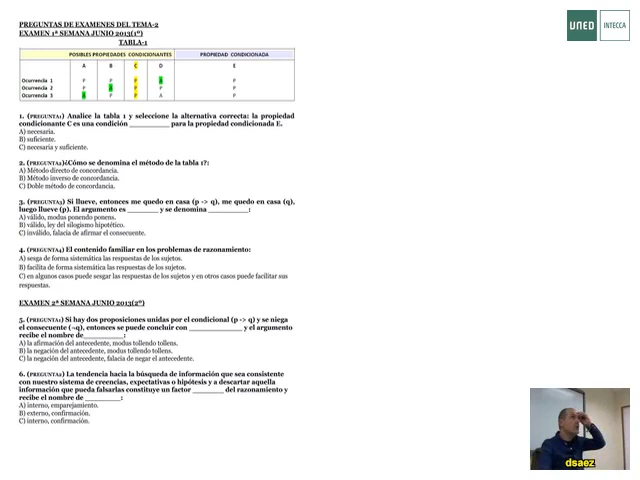 PREGUNTAS DE EXAMENES DEL TEMA-2
EXAMEN 1ª SEMANA JUNIO 2013(1º)
TABLA-1
POSIBLES PROPIEDADES CONDICIONANTES PROPIEDAD CONDICIONADA
A B C D E
Ocurrencia 1 P P P A P
Ocurrencia 2 P A P P P
Ocurrencia 3 A P P A P
1. (PREGUNTA1) Analice la tabla 1 y seleccione la alternativa correcta: la propiedad
condicionante C es una condición _________ para la propiedad condicionada E.
A) necesaria.
B) suficiente.
C) necesaria y suficiente.
2. (PREGUNTA2)¿Cómo se denomina el método de la tabla 1?:
A) Método directo de concordancia.
B) Método inverso de concordancia.
C) Doble método de concordancia.
3. (PREGUNTA3) Si llueve, entonces me quedo en casa (p -> q), me quedo en casa (q),
luego llueve (p). El argumento es _______ y se denomina _________:
A) válido, modus ponendo ponens.
B) válido, ley del silogismo hipotético.
C) inválido, falacia de afirmar el consecuente.
4. (PREGUNTA4) El contenido familiar en los problemas de razonamiento:
A) sesga de forma sistemática las respuestas de los sujetos.
B) facilita de forma sistemática las respuestas de los sujetos.
C) en algunos casos puede sesgar las respuestas de los sujetos y en otros casos puede facilitar sus
respuestas.
EXAMEN 2ª SEMANA JUNIO 2013(2º)
5. (PREGUNTA1) Si hay dos proposiciones unidas por el condicional (p -> q) y se niega
el consecuente (¬q), entonces se puede concluir con ____________ y el argumento
recibe el nombre de_________:
A) la afirmación del antecedente, modus tollendo tollens.
B) la negación del antecedente, modus tollendo tollens.
C) la negación del antecedente, falacia de negar el antecedente.
6. (PREGUNTA2) La tendencia hacia la búsqueda de información que sea consistente
con nuestro sistema de creencias, expectativas o hipótesis y a descartar aquella
información que pueda falsarlas constituye un factor _______ del razonamiento y
recibe el nombre de ________:
A) interno, emparejamiento.
B) externo, confirmación.
C) interno, confirmación.
UNED INTECCA
dsaez